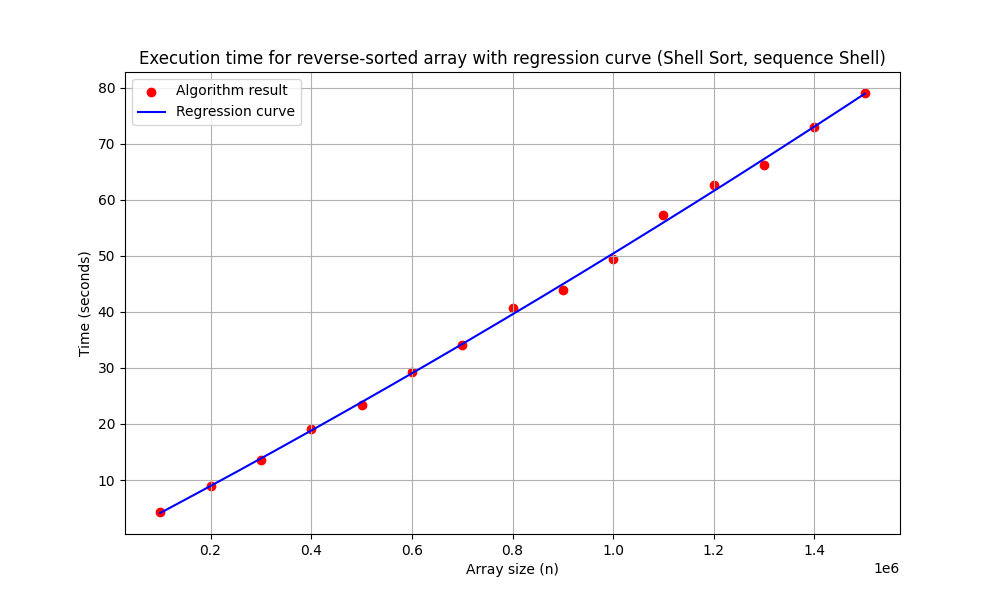 Execution time for reverse-sorted array with regression curve (Shell Sort, sequence Shell)
Algorithm result
Regression curve
80
70
60
50
40
30
20
10
Time (seconds)
0.2 0.4 0.6 0.8 1.0 1.2 1.4
1e6
Array size (n)